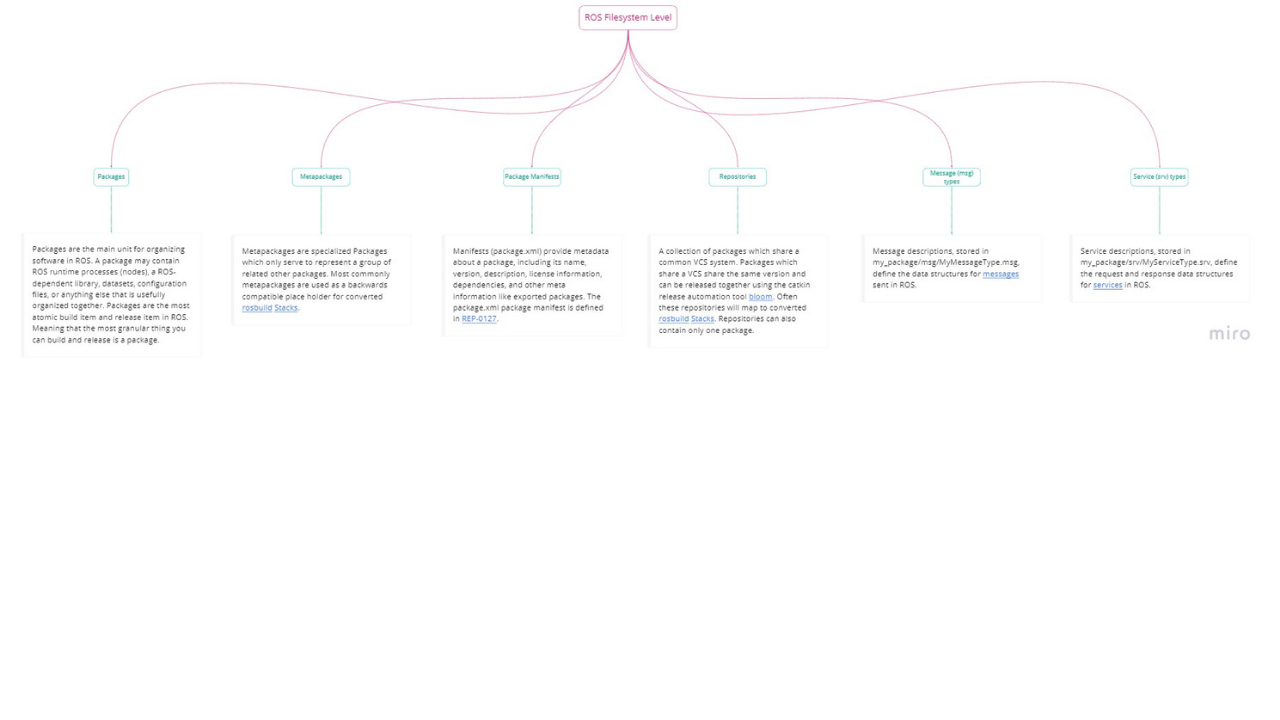 ROS Filesystem Level
Packages
Metapackages
Package Manifests
Repositories
Message (msg)
types
Service (srv) types
Packages are the main unit for organizing
software in ROS. A package may contain
ROS runtime processes (nodes), a ROS-
dependent library, datasets, configuration
files, or anything else that is usefully
organized together. Packages are the most
atomic build item and release item in ROS.
Meaning that the most granular thing you
can build and release is a package.
Metapackages are specialized Packages
which only serve to represent a group of
related other packages. Most commonly
metapackages are used as a backwards
compatible place holder for converted
rosbuild Stacks.
Manifests (package.xml) provide metadata
about a package, including its name,
version, description, license information,
dependencies, and other meta
information like exported packages. The
package.xml package manifest is defined
in REP-0127.
A collection of packages which share a
common VCS system. Packages which
share a VCS share the same version and
can be released together using the catkin
release automation tool bloom. Often
these repositories will map to converted
rosbuild Stacks. Repositories can also
contain only one package.
Message descriptions, stored in
my_package/msg/MyMessageType.msg,
define the data structures for messages
sent in ROS.
Service descriptions, stored in
my_package/srv/MyServiceType.srv, define
the request and response data structures
for services in ROS.
miro